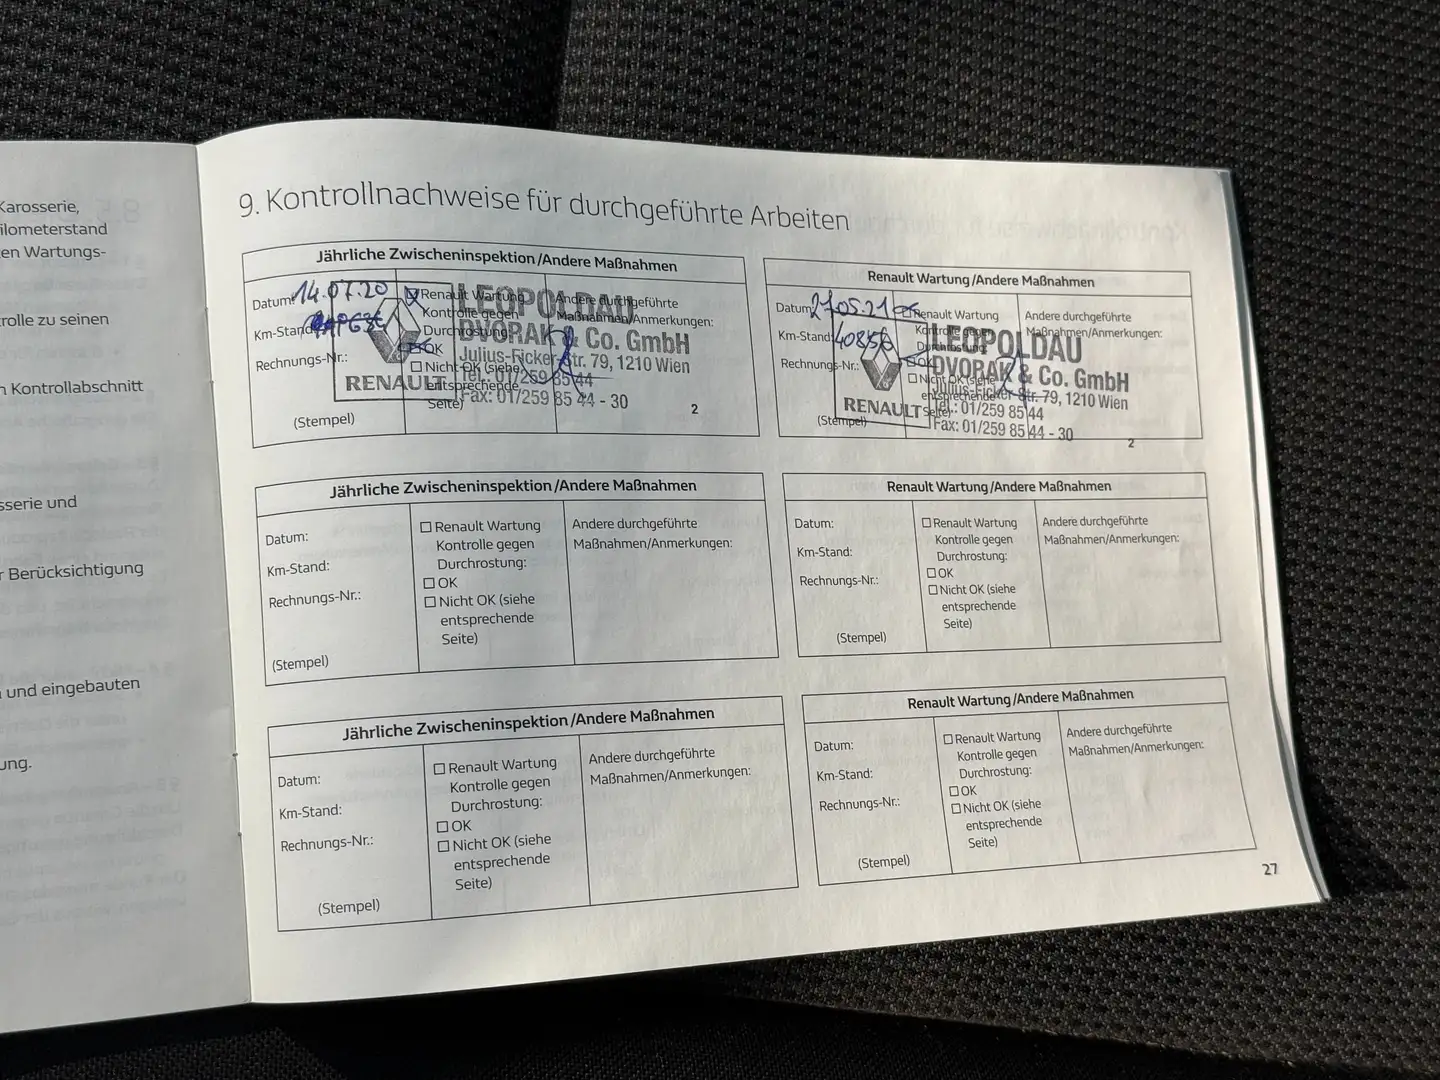 Karosserie,
ilometerstand
en Wartungs-
rolle zu seinen
n Kontrollabschnitt
sserie und
r Berücksichtigung
n und eingebauten
ung.
9. Kontrollnachweise für durchgeführte Arbeiten
Jährliche Zwischeninspektion/Andere Maßnahmen
Datum: 14.07.20
Km-Stand:
Rechnungs-Nr.:
(Stempel)
Renault Wartung
Kontrolle gegen
Durchrostung:
OK
Nicht OK (siehe
entsprechende
Seite)
Andere durchgeführte
Maßnahmen/Anmerkungen:
2
RENAULT
LEOPOLDAU
DVORAK & Co. GmbH
Julius-Ficker-Str. 79, 1210 Wien
Tel.: 01/259 85 44
Fax: 01/259 85 44 - 30
Renault Wartung/Andere Maßnahmen
Datum:
Km-Stand: 40856
Rechnungs-Nr.:
(Stempel)
Renault Wartung
Kontrolle gegen
Durchrostung:
OK
Nicht OK (siehe
entsprechende
Seite)
Andere durchgeführte
Maßnahmen/Anmerkungen:
2
RENAULT
LEOPOLDAU
DVORAK & Co. GmbH
Julius-Ficker-Str. 79, 1210 Wien
Tel.: 01/259 85 44
Fax: 01/259 85 44 - 30
Jährliche Zwischeninspektion/Andere Maßnahmen
Datum:
Km-Stand:
Rechnungs-Nr.:
(Stempel)
Renault Wartung
Kontrolle gegen
Durchrostung:
OK
Nicht OK (siehe
entsprechende
Seite)
Andere durchgeführte
Maßnahmen/Anmerkungen:
Renault Wartung/Andere Maßnahmen
Datum:
Km-Stand:
Rechnungs-Nr.:
(Stempel)
Renault Wartung
Kontrolle gegen
Durchrostung:
OK
Nicht OK (siehe
entsprechende
Seite)
Andere durchgeführte
Maßnahmen/Anmerkungen:
Jährliche Zwischeninspektion/Andere Maßnahmen
Datum:
Km-Stand:
Rechnungs-Nr.:
(Stempel)
Renault Wartung
Kontrolle gegen
Durchrostung:
OK
Nicht OK (siehe
entsprechende
Seite)
Andere durchgeführte
Maßnahmen/Anmerkungen:
Renault Wartung/Andere Maßnahmen
Datum:
Km-Stand:
Rechnungs-Nr.:
(Stempel)
Renault Wartung
Kontrolle gegen
Durchrostung:
OK
Nicht OK (siehe
entsprechende
Seite)
Andere durchgeführte
Maßnahmen/Anmerkungen:
27